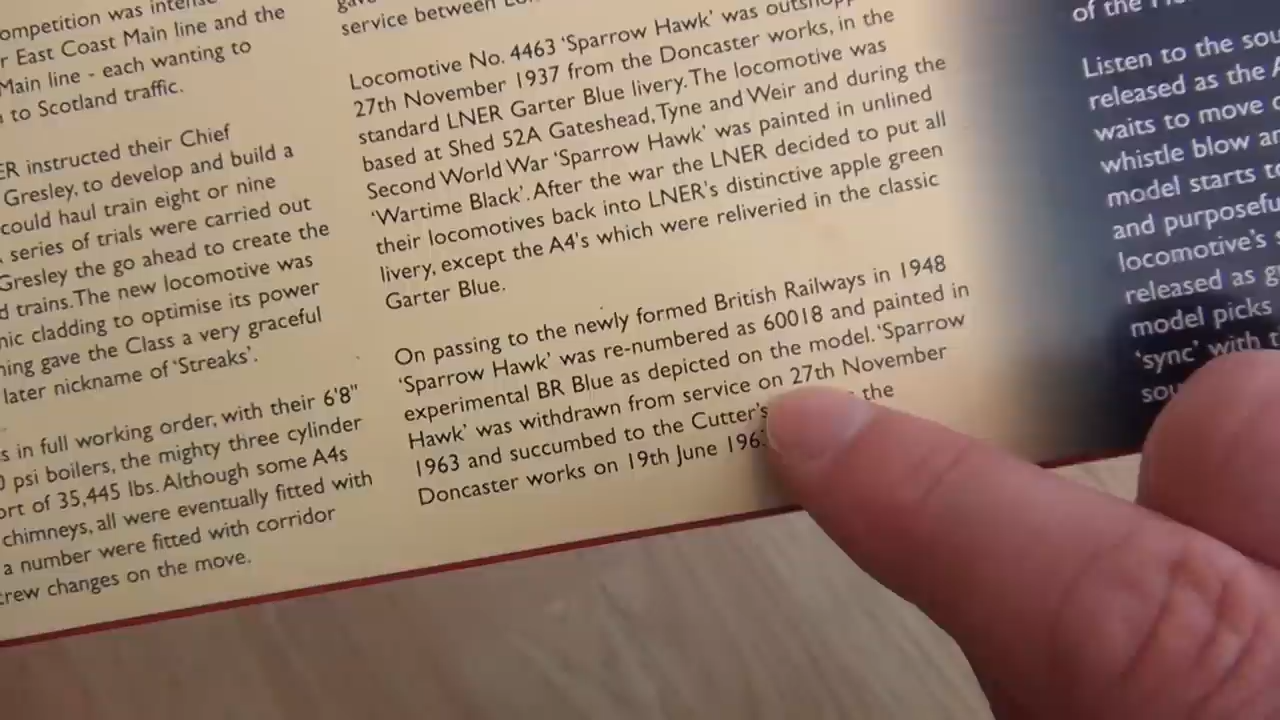 competition was intense
East Coast Main line and the
Main line - each wanting to
to Scotland traffic.
instructed their Chief
Gresley, to develop and build a
could haul train eight or nine
series of trials were carried out
Gresley the go ahead to create the
trains. The new locomotive was
cladding to optimise its power
gave the Class a very graceful
later nickname of 'Streaks'.
in full working order, with their 6'8"
psi boilers, the mighty three cylinder
of 35,445 lbs. Although some A4s
chimneys, all were eventually fitted with
a number were fitted with corridor
crew changes on the move.
service between
Locomotive No. 4463 'Sparrow Hawk' was outshopp
27th November 1937 from the Doncaster works, in the
standard LNER Garter Blue livery. The locomotive was
based at Shed 52A Gateshead, Tyne and Weir and during the
Second World War 'Sparrow Hawk' was painted in unlined
'Wartime Black'. After the war the LNER decided to put all
their locomotives back into LNER's distinctive apple green
livery, except the A4's which were reliveried in the classic
Garter Blue.
On passing to the newly formed British Railways in 1948
'Sparrow Hawk' was re-numbered as 60018 and painted in
experimental BR Blue as depicted on the model. 'Sparrow
Hawk' was withdrawn from service on 27th November
1963 and succumbed to the Cutter's the
Doncaster works on 19th June 196
of the
Listen to the sou
released as the A
waits to move
whistle blow an
model starts to
and purposefu
locomotive's
released as
model picks
'sync' with
sou